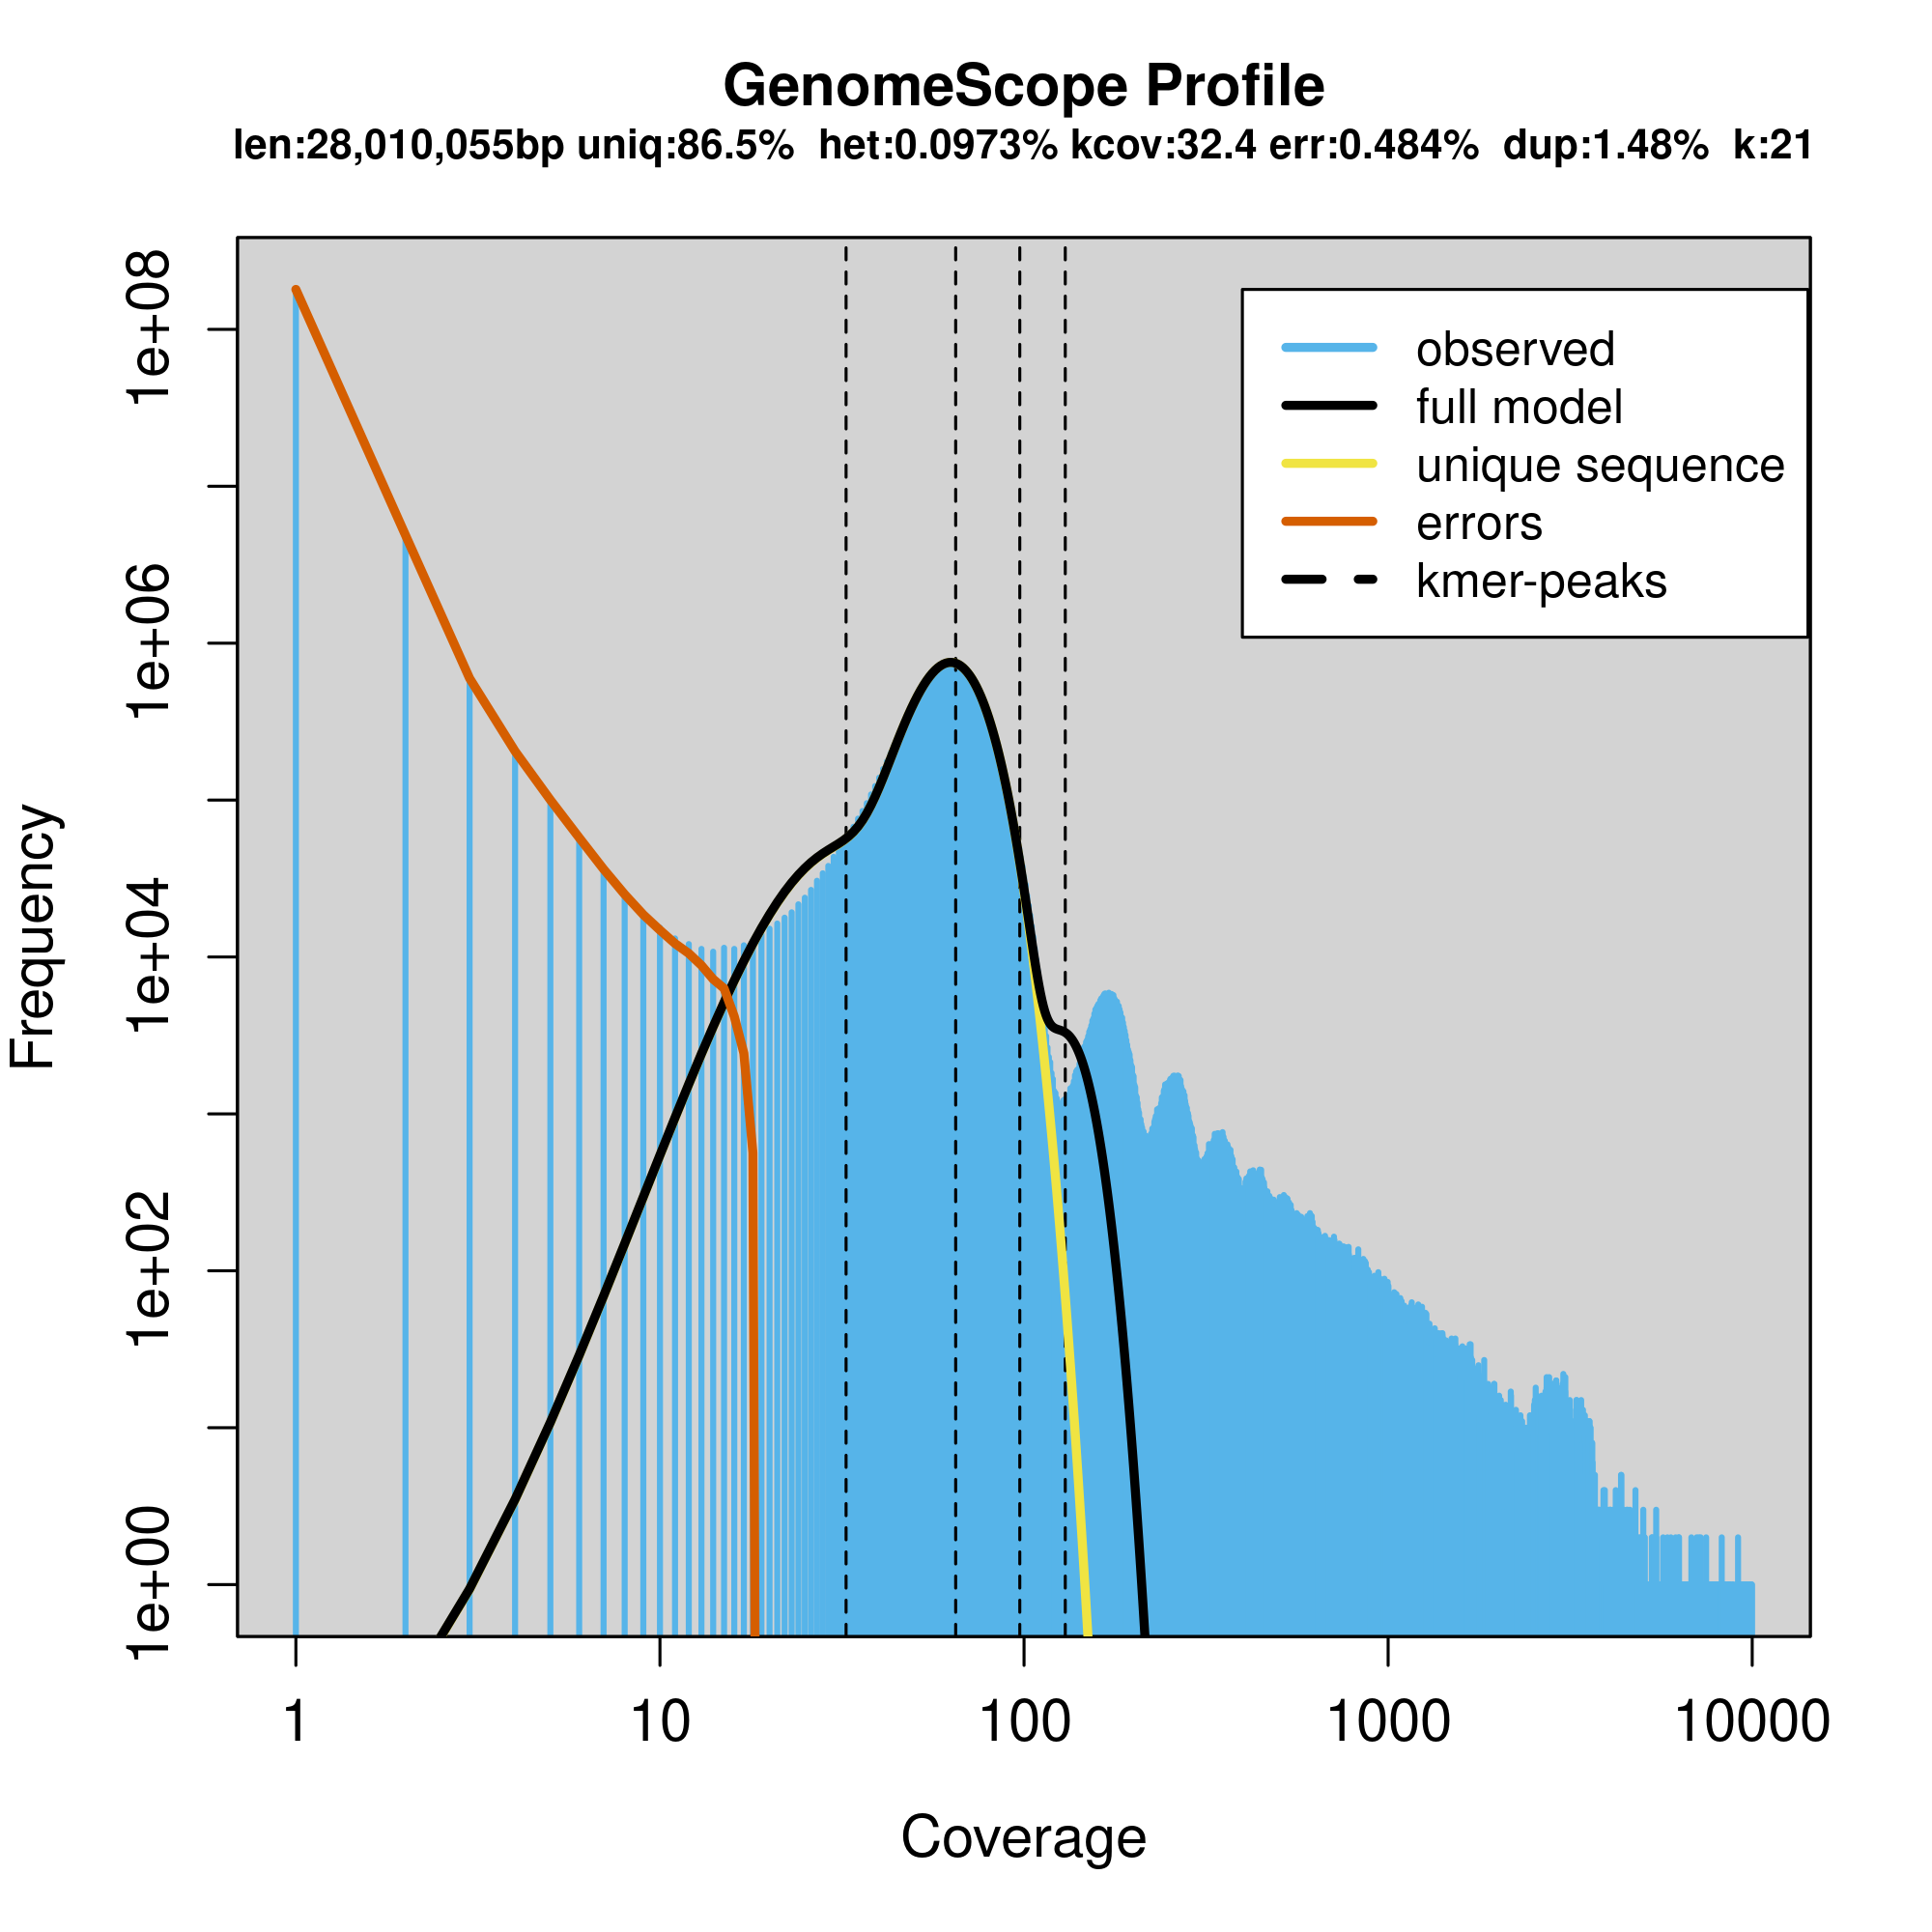 GenomeScope Profile
len:28,010,055bp uniq:86.5% het:0.0973% kcov:32.4 err:0.484% dup:1.48% k:21
Frequency
1e+08
1e+06
1e+04
1e+02
1e+00
observed
full model
unique sequence
errors
kmer-peaks
1 10 100 1000 10000
Coverage